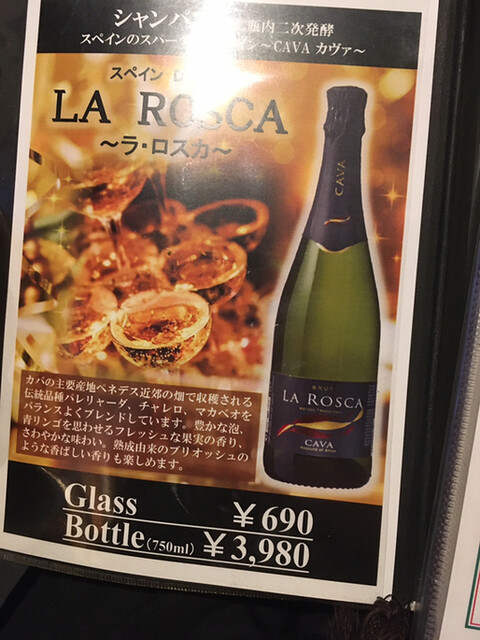 シャンパ 瓶内二次発酵
スペインのスパー ン～CAVA カヴァ～
スペイン
LA ROSCA
～ラ・ロスカ～
カバの主要産地ペネデス近郊の畑で収穫される
伝統品種パレリャーダ、チャレロ、マカベオを
バランスよくブレンドしています。豊かな泡、
青リンゴを思わせるフレッシュな果実の香り、
さわやかな味わい。熟成由来のブリオッシュの
ような香ばしい香りも楽しめます。
CAVA
BRUT
LA ROSCA
CAVA
Glass ¥690
Bottle(750ml) ¥3,980